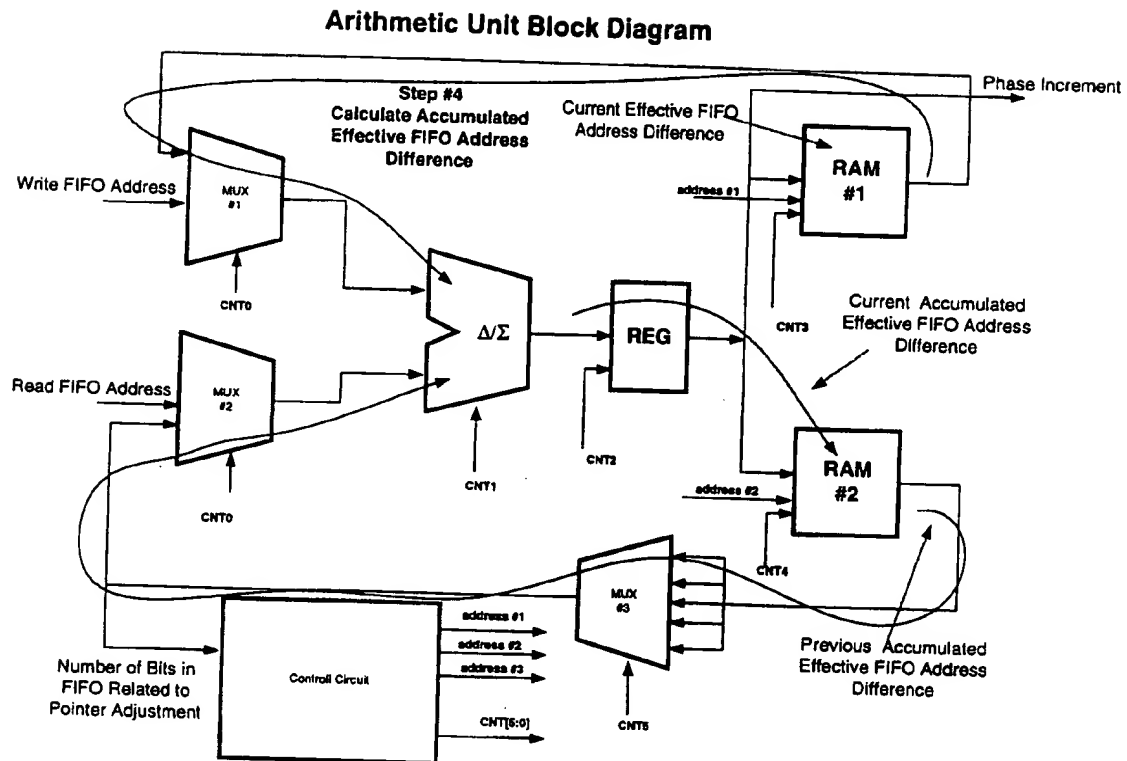 Arithmetic Unit Block Diagram
Phase Increment
Step #4
Calculate Accumulated
Effective FIFO Address
Difference
Current Effective FIFO
Address Difference
RAM
#1
MUX
#1
Write FIFO Address
address #1
CNT0
CNT3
Current Accumulated
Effective FIFO Address
Difference
Δ/Σ
REG
Read FIFO Address
MUX
#2
CNT2
RAM
#2
CNT1
address #2
CNT0
CNT4
MUX
#3
address #1
address #2
address #3
Previous Accumulated
Effective FIFO Address
Difference
Number of Bits in
FIFO Related to
Pointer Adjustment
Controll Circuit
CNT5
CNT[5:0]